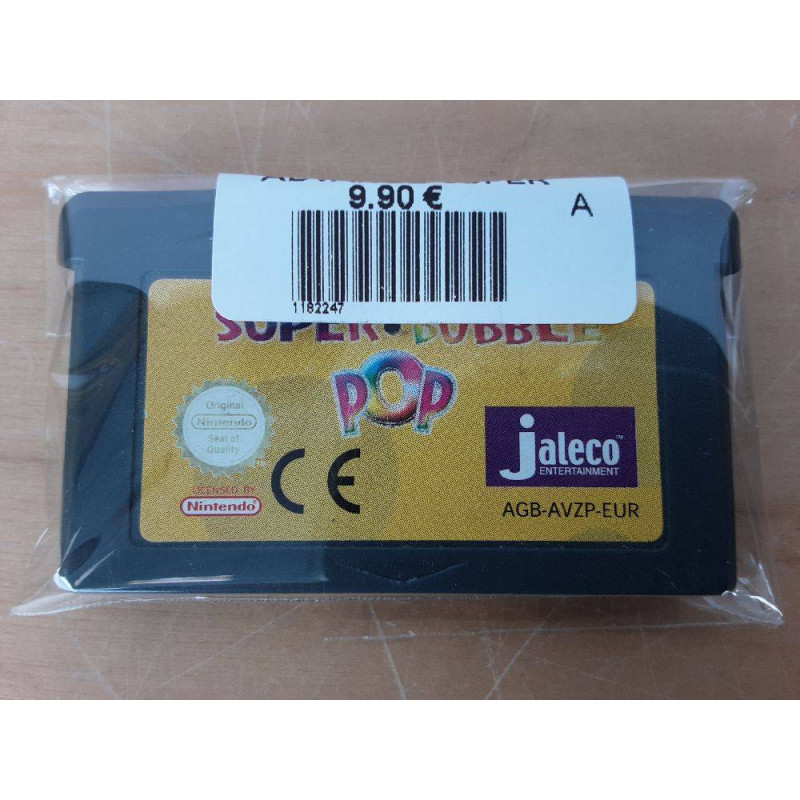 9.90 €
A
1182247
SUPER·BUBBLE
POP
Original
Nintendo
Seal of
Quality
LICENSED BY
Nintendo
CE
jaleco™
ENTERTAINMENT
AGB-AVZP-EUR